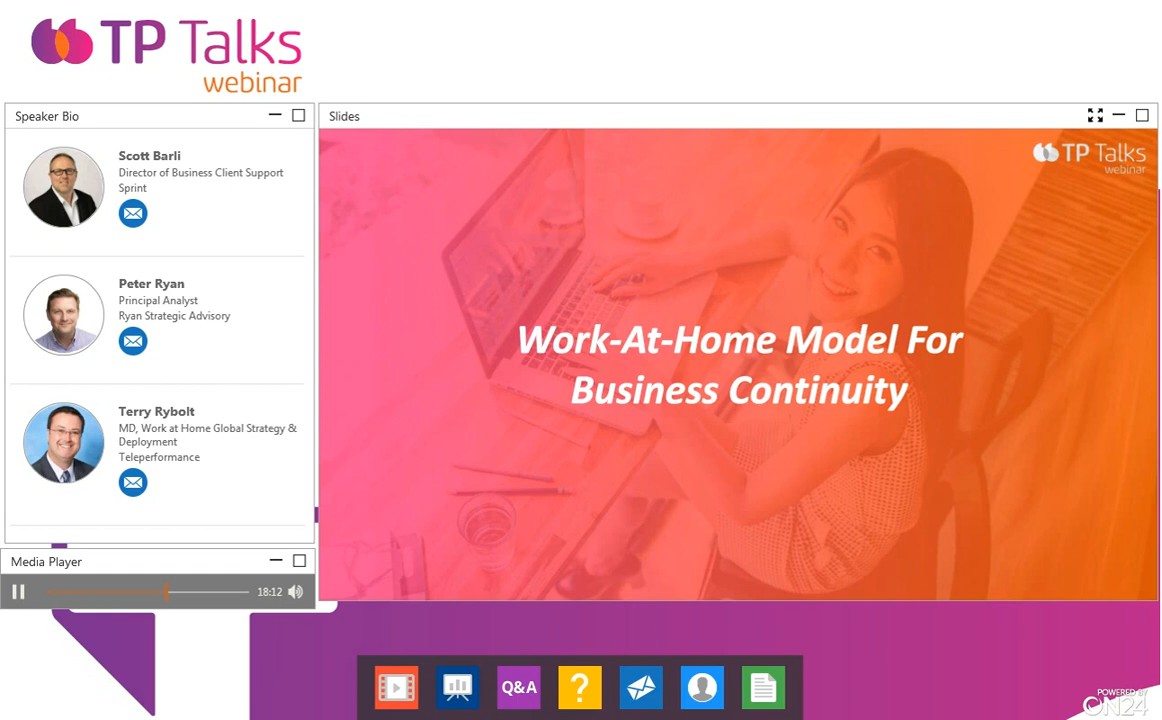 TP Talks
webinar
Speaker Bio
Slides
Scott Barli
Director of Business Client Support
Sprint
Peter Ryan
Principal Analyst
Ryan Strategic Advisory
Terry Rybolt
MD, Work at Home Global Strategy &
Deployment
Teleperformance
Media Player
18:12
TP Talks
webinar
Work-At-Home Model For
Business Continuity
Q&A
?
POWERED BY
ON24